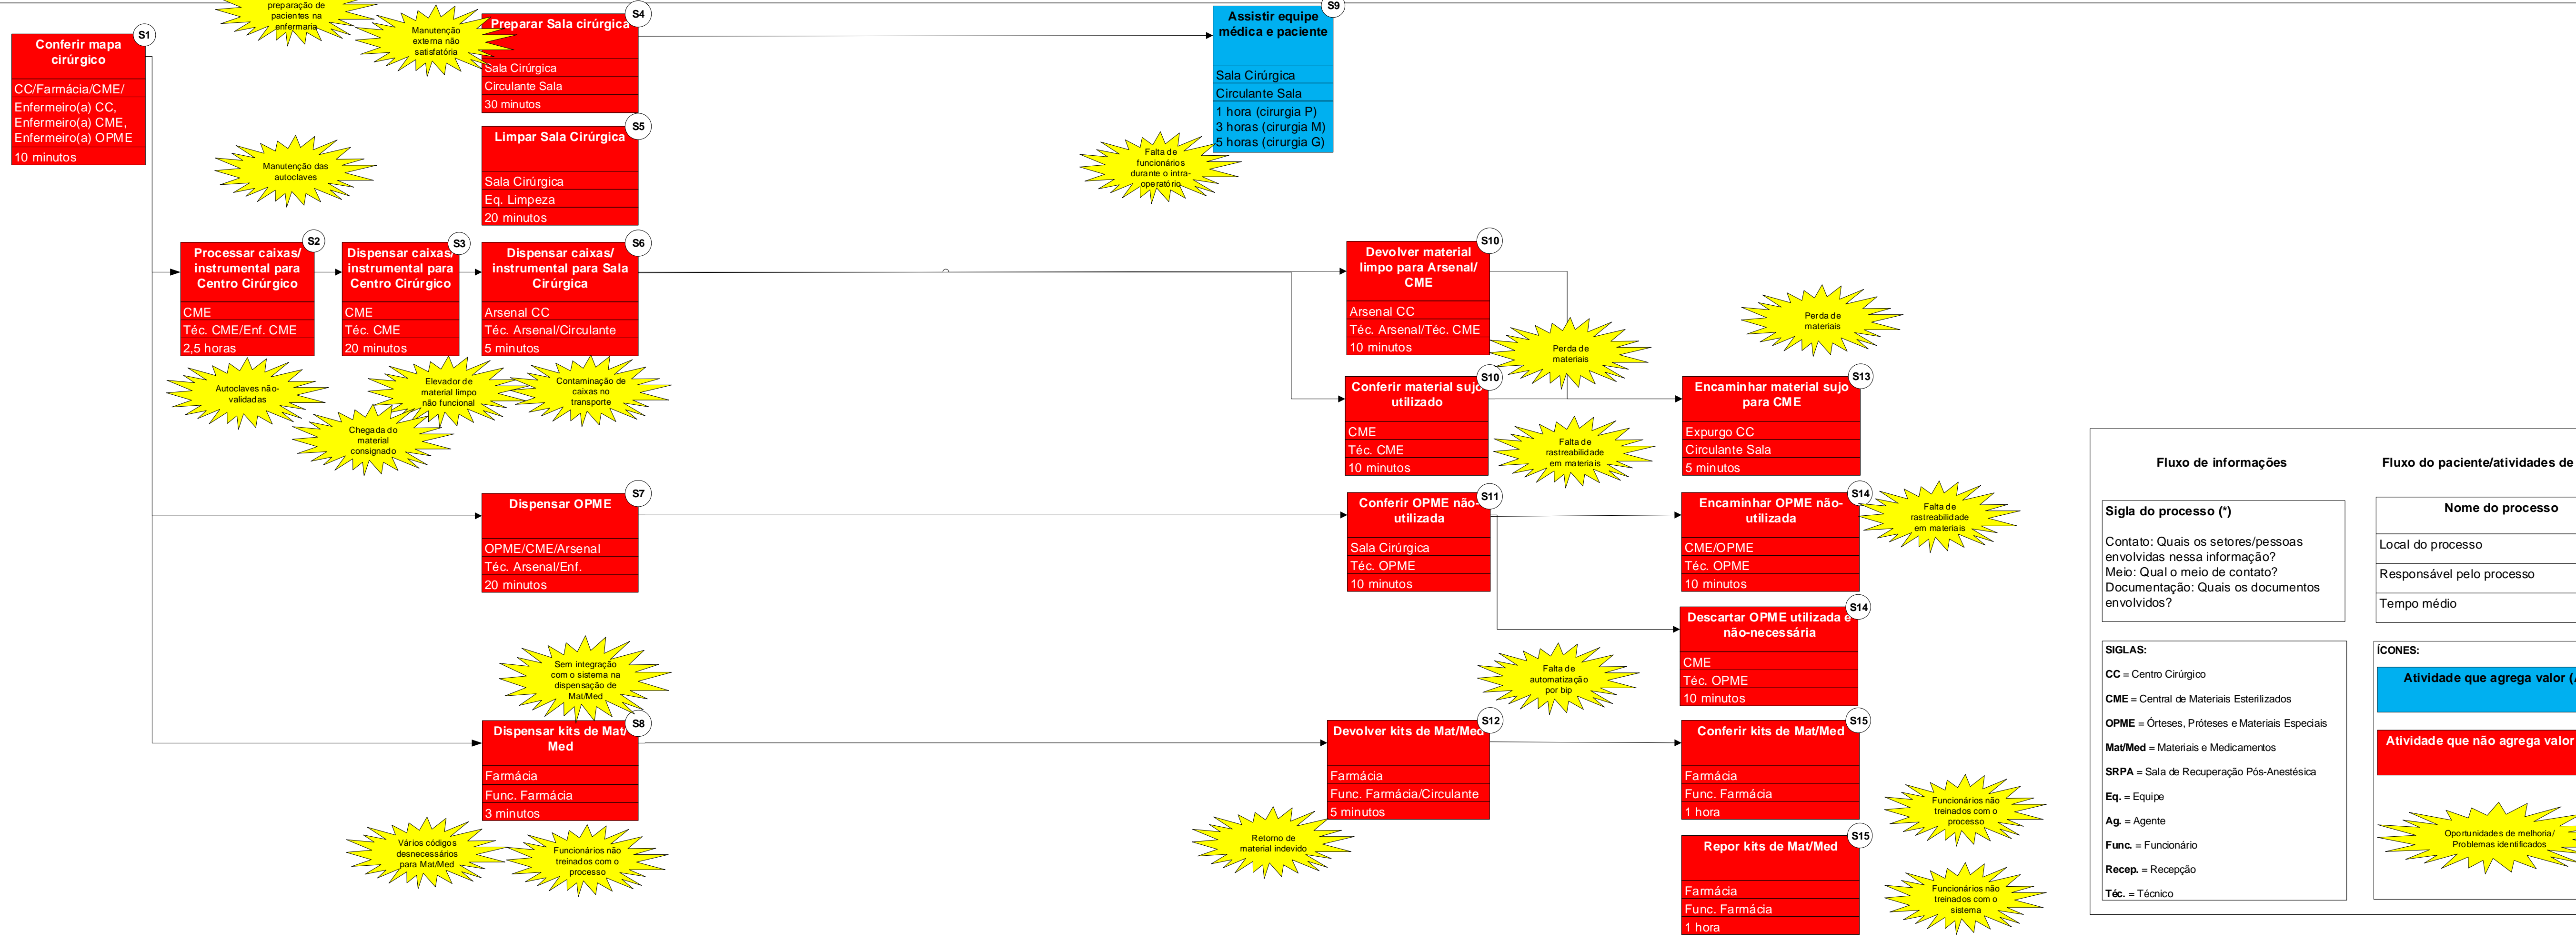 preparação de
pacientes na
enfermaria
Manutenção
externa não
satisfatória
S1
Conferir mapa
cirúrgico
CC/Farmácia/CME/
Enfermeiro(a) CC,
Enfermeiro(a) CME,
Enfermeiro(a) OPME
10 minutos
S4
Preparar Sala cirúrgica
Sala Cirúrgica
Circulante Sala
30 minutos
S9
Assistir equipe
médica e paciente
Sala Cirúrgica
Circulante Sala
1 hora (cirurgia P)
3 horas (cirurgia M)
5 horas (cirurgia G)
Manutenção das
autoclaves
S5
Limpar Sala Cirúrgica
Sala Cirúrgica
Eq. Limpeza
20 minutos
Falta de
funcionários
durante o intra-
operatório
S2
Processar caixas/
instrumental para
Centro Cirúrgico
CME
Téc. CME/Enf. CME
2,5 horas
S3
Dispensar caixas/
instrumental para
Centro Cirúrgico
CME
Téc. CME
20 minutos
S6
Dispensar caixas/
instrumental para Sala
Cirúrgica
Arsenal CC
Téc. Arsenal/Circulante
5 minutos
S10
Devolver material
limpo para Arsenal/
CME
Arsenal CC
Téc. Arsenal/Téc. CME
10 minutos
Perda de
materiais
Perda de
materiais
Autoclaves não-
validadas
Elevador de
material limpo
não funcional
Contaminação de
caixas no
transporte
Chegada do
material
consignado
S10
Conferir material sujo
utilizado
CME
Téc. CME
10 minutos
Falta de
rastreabilidade
em materiais
S13
Encaminhar material sujo
para CME
Expurgo CC
Circulante Sala
5 minutos
S7
Dispensar OPME
OPME/CME/Arsenal
Téc. Arsenal/Enf.
20 minutos
S11
Conferir OPME não-
utilizada
Sala Cirúrgica
Téc. OPME
10 minutos
S14
Encaminhar OPME não-
utilizada
CME/OPME
Téc. OPME
10 minutos
Falta de
rastreabilidade
em materiais
S14
Descartar OPME utilizada e
não-necessária
CME
Téc. OPME
10 minutos
Falta de
automatização
por bip
Sem integração
com o sistema na
dispensação de
Mat/Med
S8
Dispensar kits de Mat/
Med
Farmácia
Func. Farmácia
3 minutos
Vários códigos
desnecessários
para Mat/Med
Funcionários não
treinados com o
processo
S12
Devolver kits de Mat/Med
Farmácia
Func. Farmácia/Circulante
5 minutos
Retorno de
material indevido
S15
Conferir kits de Mat/Med
Farmácia
Func. Farmácia
1 hora
Funcionários não
treinados com o
processo
S15
Repor kits de Mat/Med
Farmácia
Func. Farmácia
1 hora
Funcionários não
treinados com o
sistema
Fluxo de informações
Sigla do processo (*)
Contato: Quais os setores/pessoas
envolvidas nessa informação?
Meio: Qual o meio de contato?
Documentação: Quais os documentos
envolvidos?
SIGLAS:
CC = Centro Cirúrgico
CME = Central de Materiais Esterilizados
OPME = Órteses, Próteses e Materiais Especiais
Mat/Med = Materiais e Medicamentos
SRPA = Sala de Recuperação Pós-Anestésica
Eq. = Equipe
Ag. = Agente
Func. = Funcionário
Recep. = Recepção
Téc. = Técnico
Fluxo do paciente/atividades de
Nome do processo
Local do processo
Responsável pelo processo
Tempo médio
ÍCONES:
Atividade que agrega valor (
Atividade que não agrega valor
Oportunidades de melhoria/
Problemas identificados